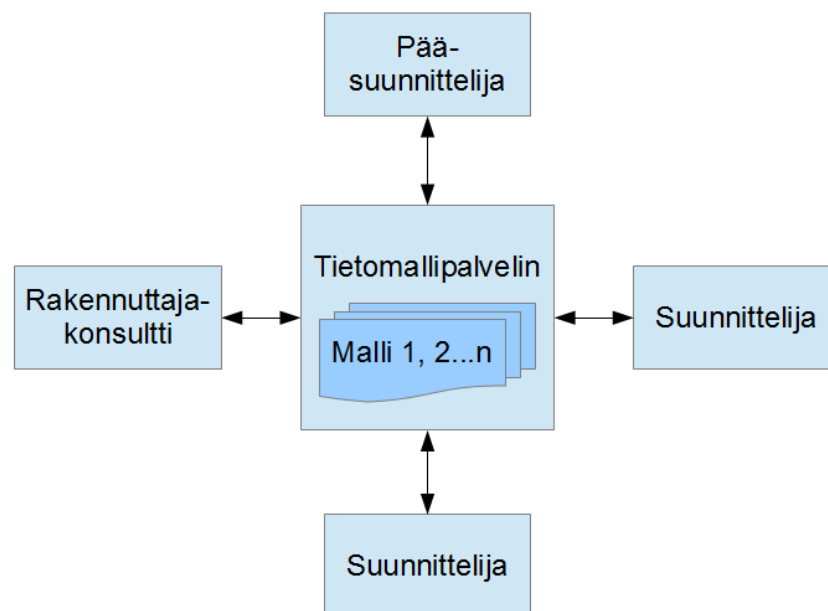 Pää-
suunnittelija
Tietomallipalvelin
Rakennuttaja-
konsultti
Malli 1, 2...n
Suunnittelija
Suunnittelija